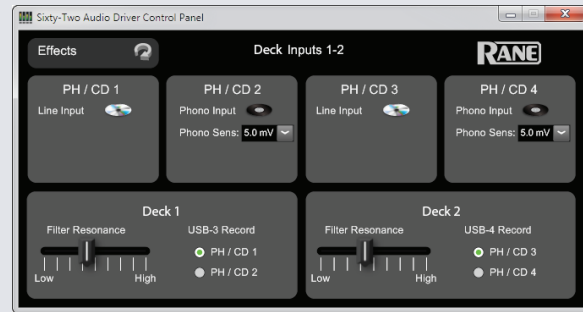 Sixty-Two Audio Driver Control Panel
Effects
Deck Inputs 1-2
RANE
PH / CD 1
Line Input
PH / CD 2
Phono Input
Phono Sens: 5.0 mV
PH / CD 3
Line Input
PH / CD 4
Phono Input
Phono Sens: 5.0 mV
Deck 1
Filter Resonance
Low High
USB-3 Record
PH / CD 1
PH / CD 2
Deck 2
Filter Resonance
Low High
USB-4 Record
PH / CD 3
PH / CD 4